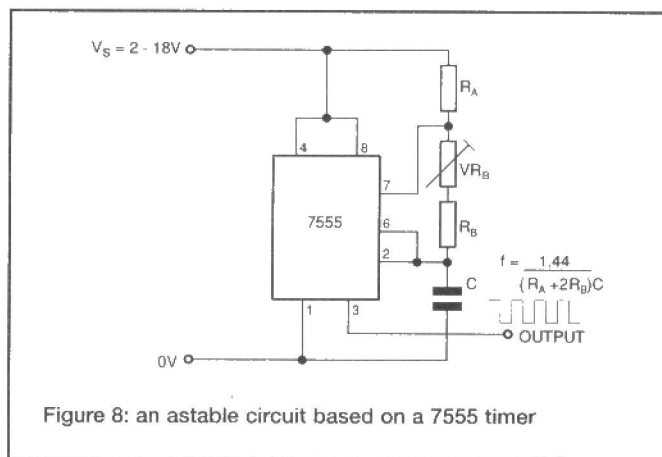 V_S = 2 - 18V
R_A
4
8
7
VR_B
7555
6
R_B
2
f = 1.44
(R_A +2R_B)C
C
1
3
OUTPUT
0V
Figure 8: an astable circuit based on a 7555 timer